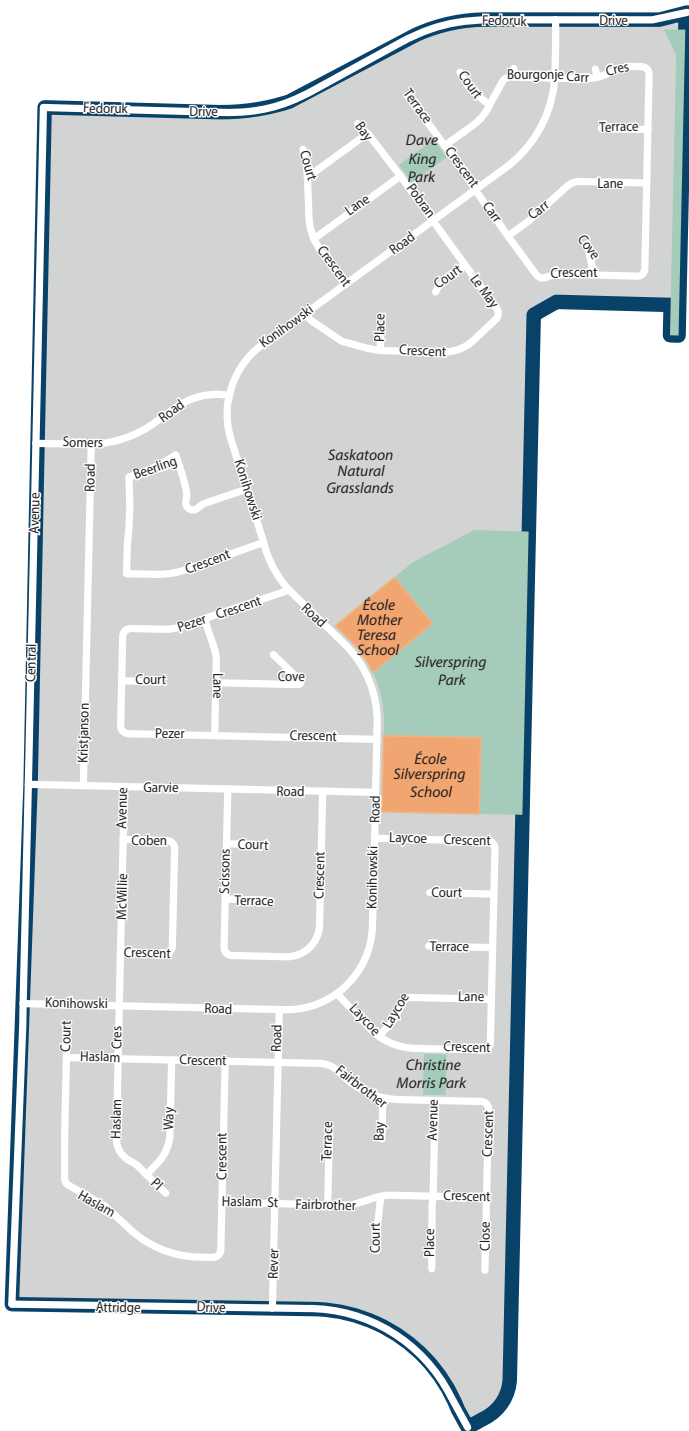 Fedoruk Drive
Fedoruk Drive
Bourgonje
Carr
Cres
Court
Terrace
Terrace
Bay
Dave
King
Park
Court
Crescent
Lane
Lane
Pobran
Carr
Carr
Road
Cove
Crescent
Crescent
Court
Le May
Konihowski
Place
Crescent
Road
Somers
Saskatoon
Natural
Grasslands
Beerling
Road
Konihowski
Avenue
Crescent
École
Mother
Teresa
School
Crescent
Road
Pezer
Silverspring
Park
Central
Court
Lane
Cove
Kristjanson
Pezer
Crescent
École
Silverspring
School
Garvie
Road
Avenue
Road
Coben
Court
Laycoe
Crescent
Scissons
Crescent
Konihowski
McWillie
Court
Terrace
Terrace
Crescent
Lane
Konihowski
Road
Laycoe
Laycoe
Court
Cres
Road
Crescent
Haslam
Crescent
Christine
Morris Park
Fairbrother
Haslam
Way
Bay
Avenue
Crescent
Terrace
Crescent
Pl
Haslam
Haslam St
Fairbrother
Crescent
Court
Place
Close
Rever
Attridge
Drive